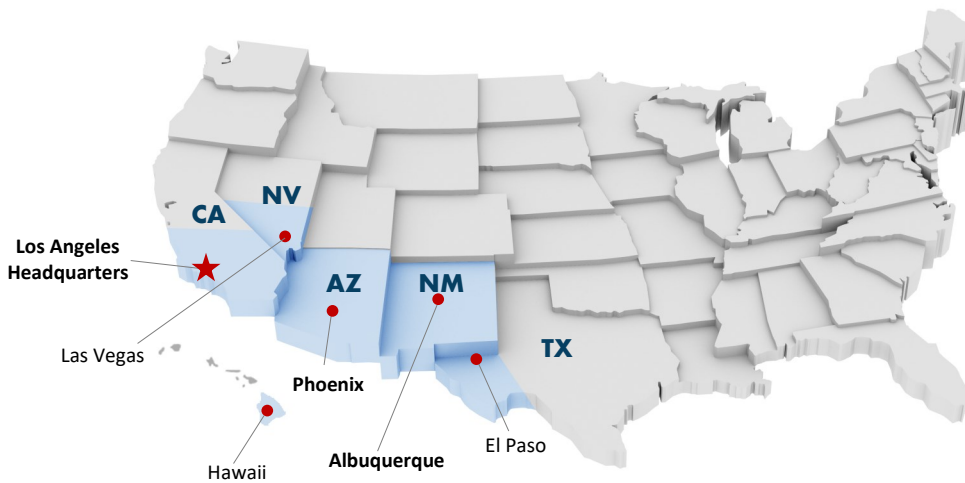 NV
CA
Los Angeles
Headquarters
AZ
NM
Las Vegas
TX
Phoenix
El Paso
Albuquerque
Hawaii